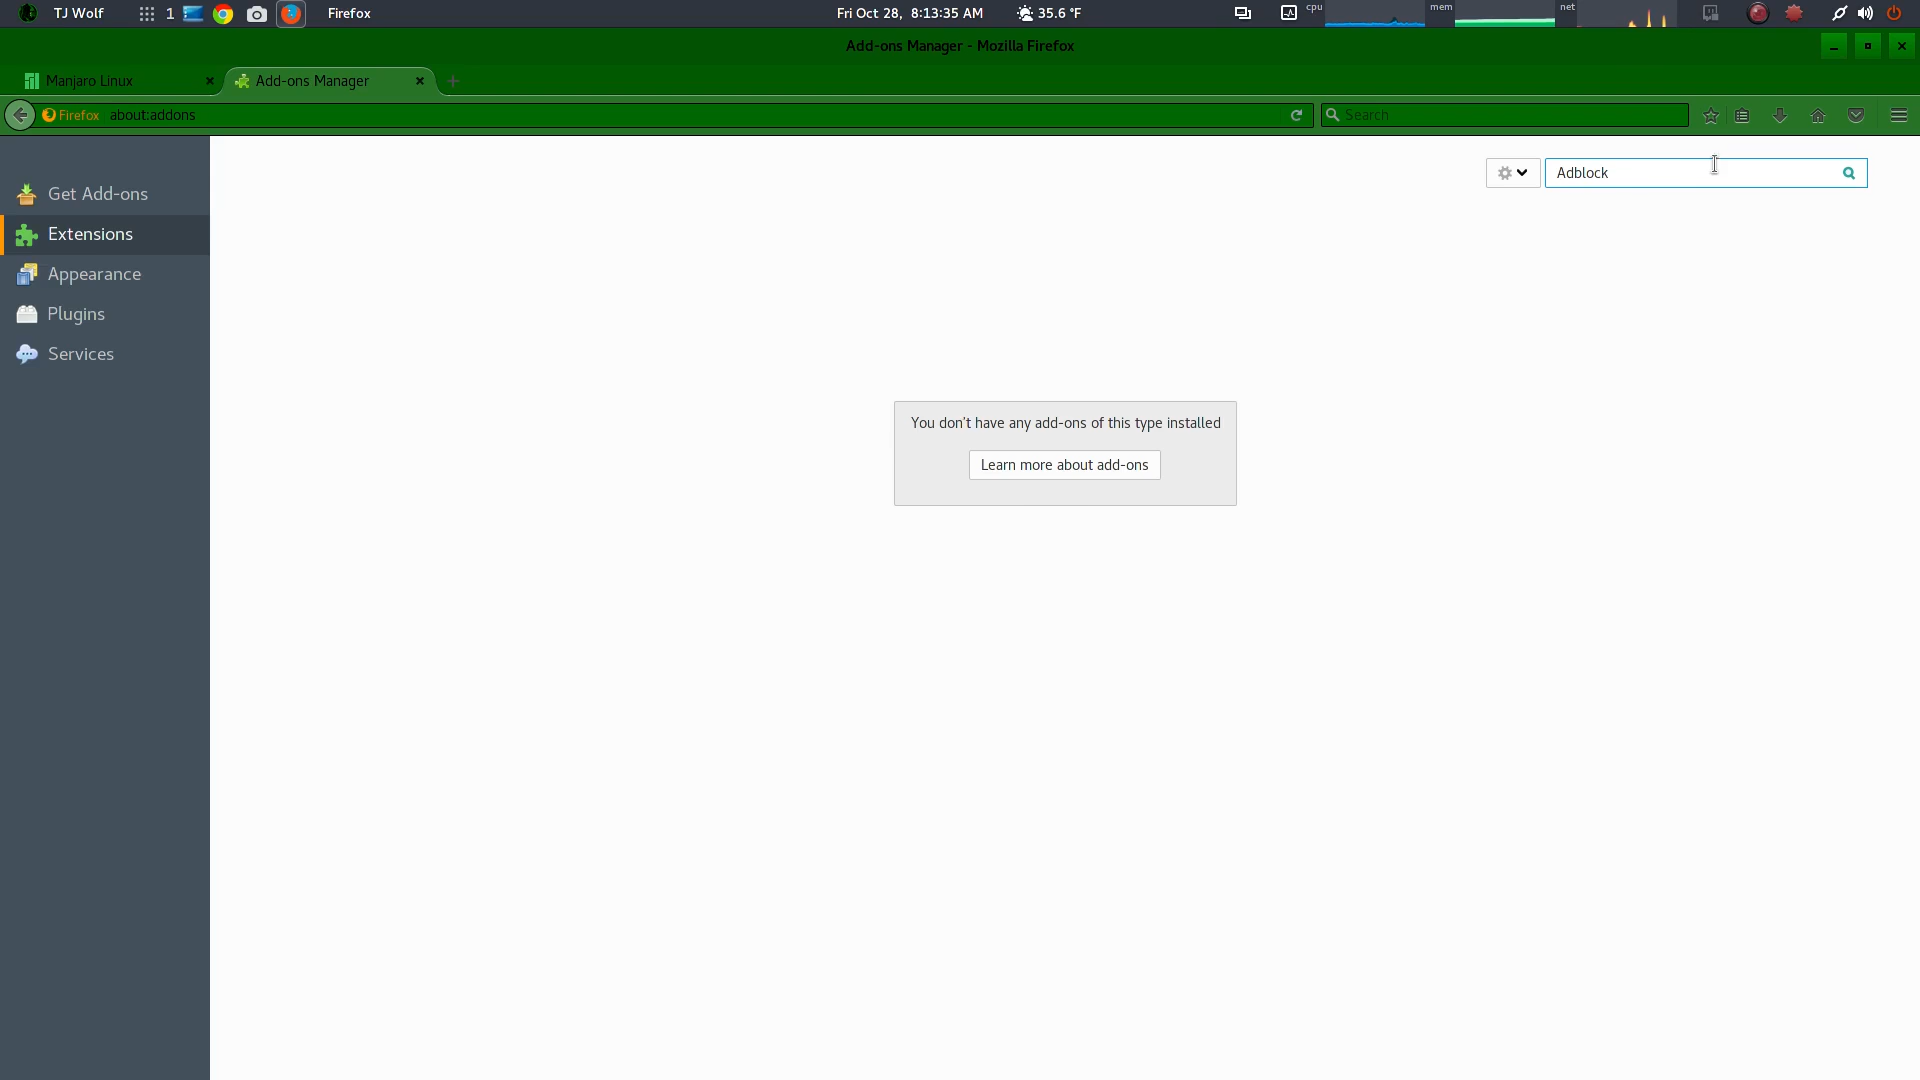 TJ Wolf 1 Firefox Fri Oct 28, 8:13:35 AM 35.6 °F cpu mem net
Add-ons Manager - Mozilla Firefox
Manjaro Linux Add-ons Manager
Firefox about:addons Search
Adblock
Get Add-ons
Extensions
Appearance
Plugins
Services
You don't have any add-ons of this type installed
Learn more about add-ons